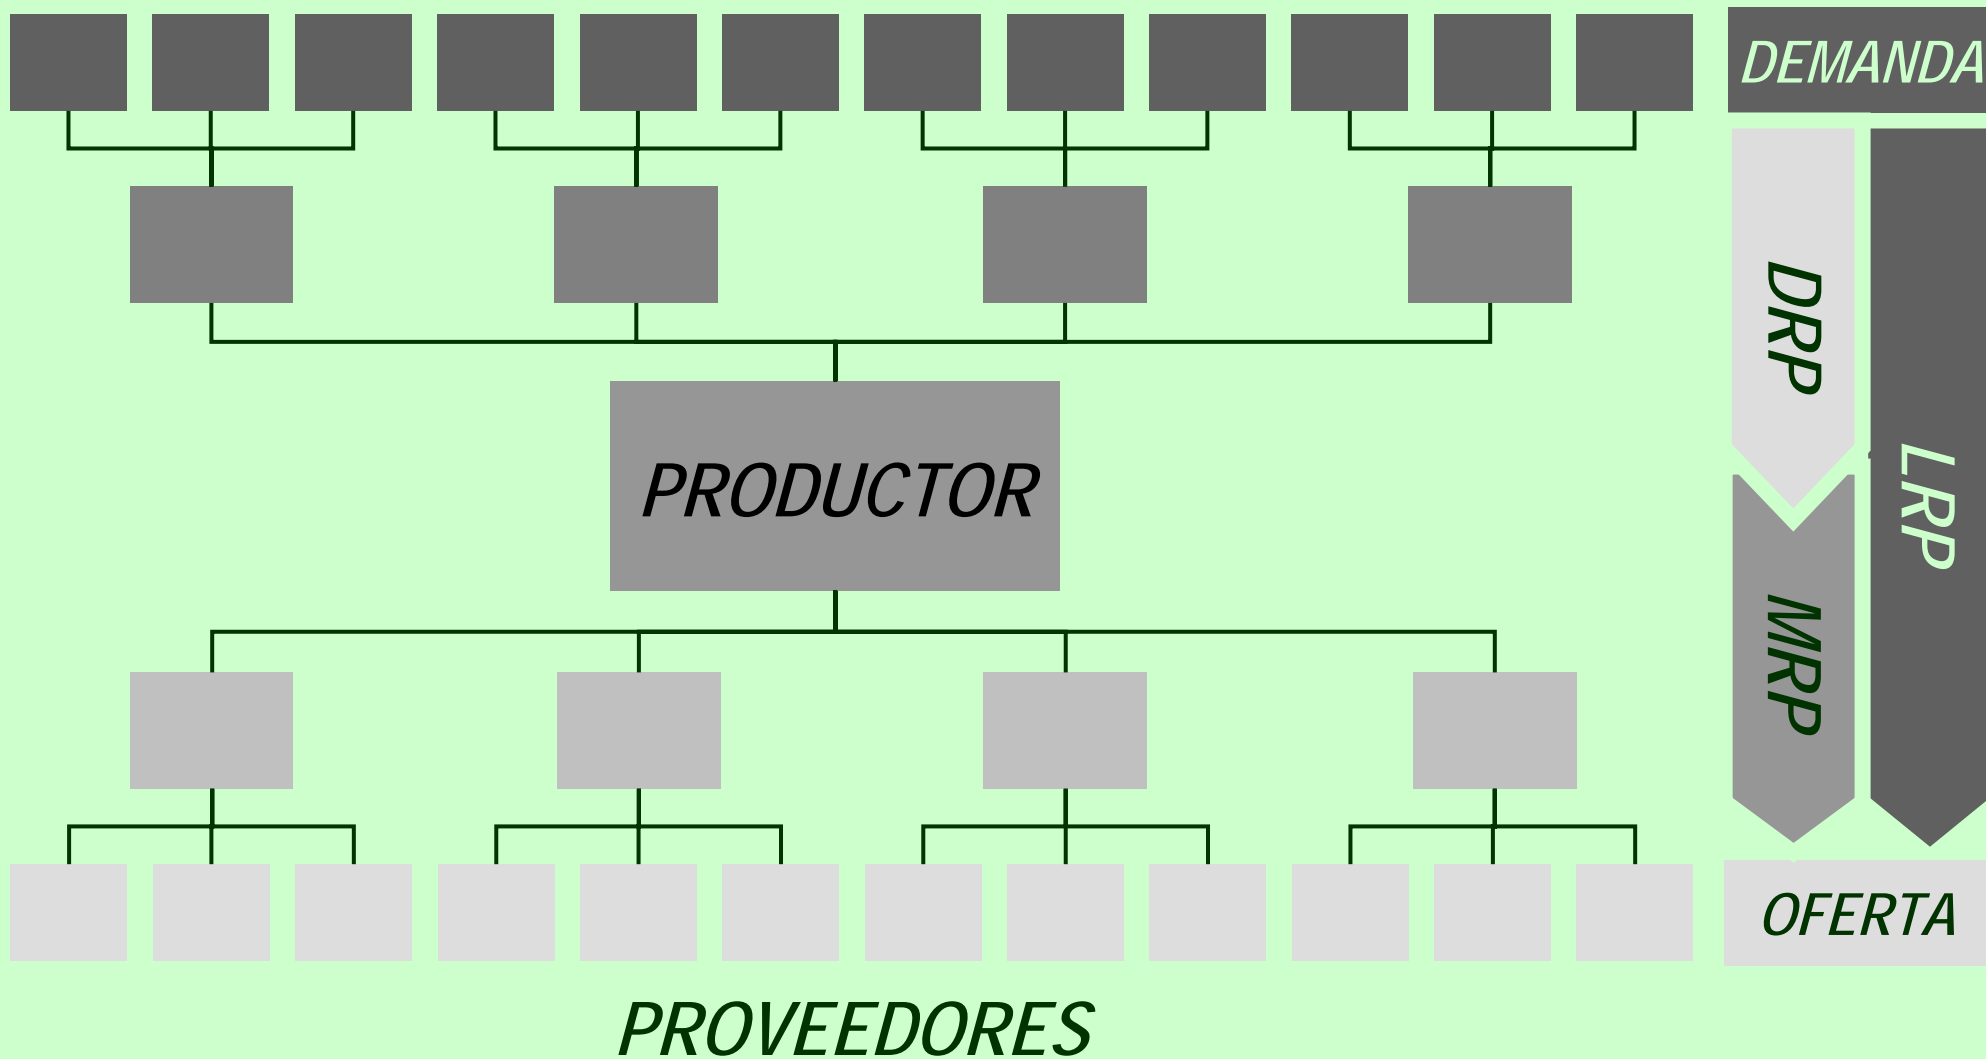 DEMANDA
DRP
LRP
PRODUCTOR
MRP
OFERTA
PROVEEDORES